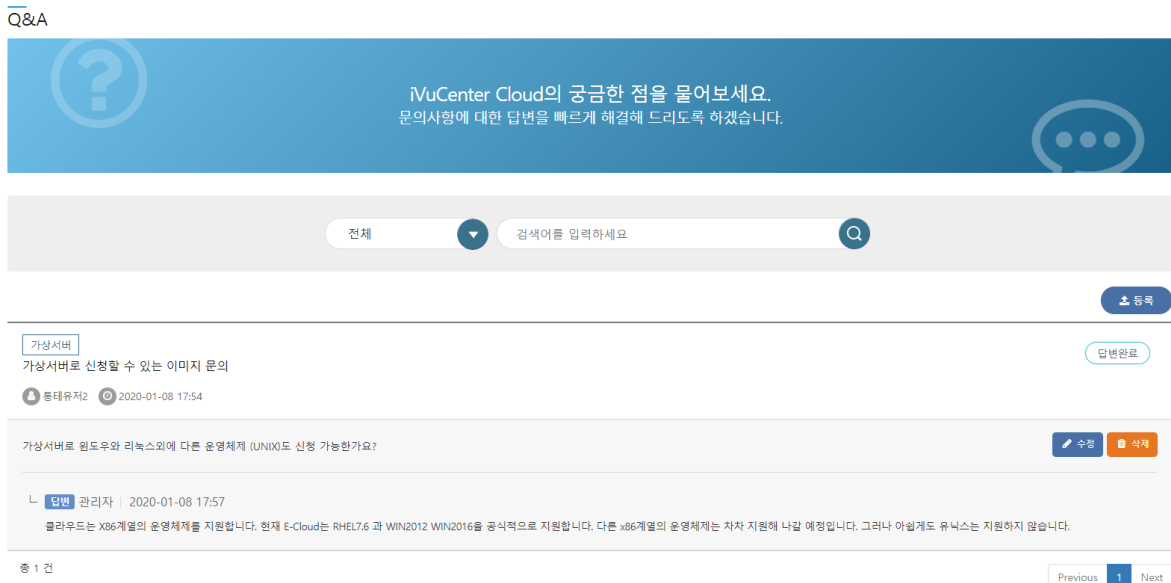 Q&A
iVuCenter Cloud의 궁금한 점을 물어보세요.
문의사항에 대한 답변을 빠르게 해결해 드리도록 하겠습니다.
전체
검색어를 입력하세요
등록
가상서버
가상서버로 신청할 수 있는 이미지 문의
답변완료
통테유저2 2020-01-08 17:54
가상서버로 윈도우와 리눅스외에 다른 운영체제 (UNIX)도 신청 가능한가요?
수정 삭제
답변 관리자 | 2020-01-08 17:57
클라우드는 X86계열의 운영체제를 지원합니다. 현재 E-Cloud는 RHEL7.6 과 WIN2012 WIN2016을 공식적으로 지원합니다. 다른 x86계열의 운영체제는 차차 지원해 나갈 예정입니다. 그러나 아쉽게도 유닉스는 지원하지 않습니다.
총 1 건
Previous 1 Next